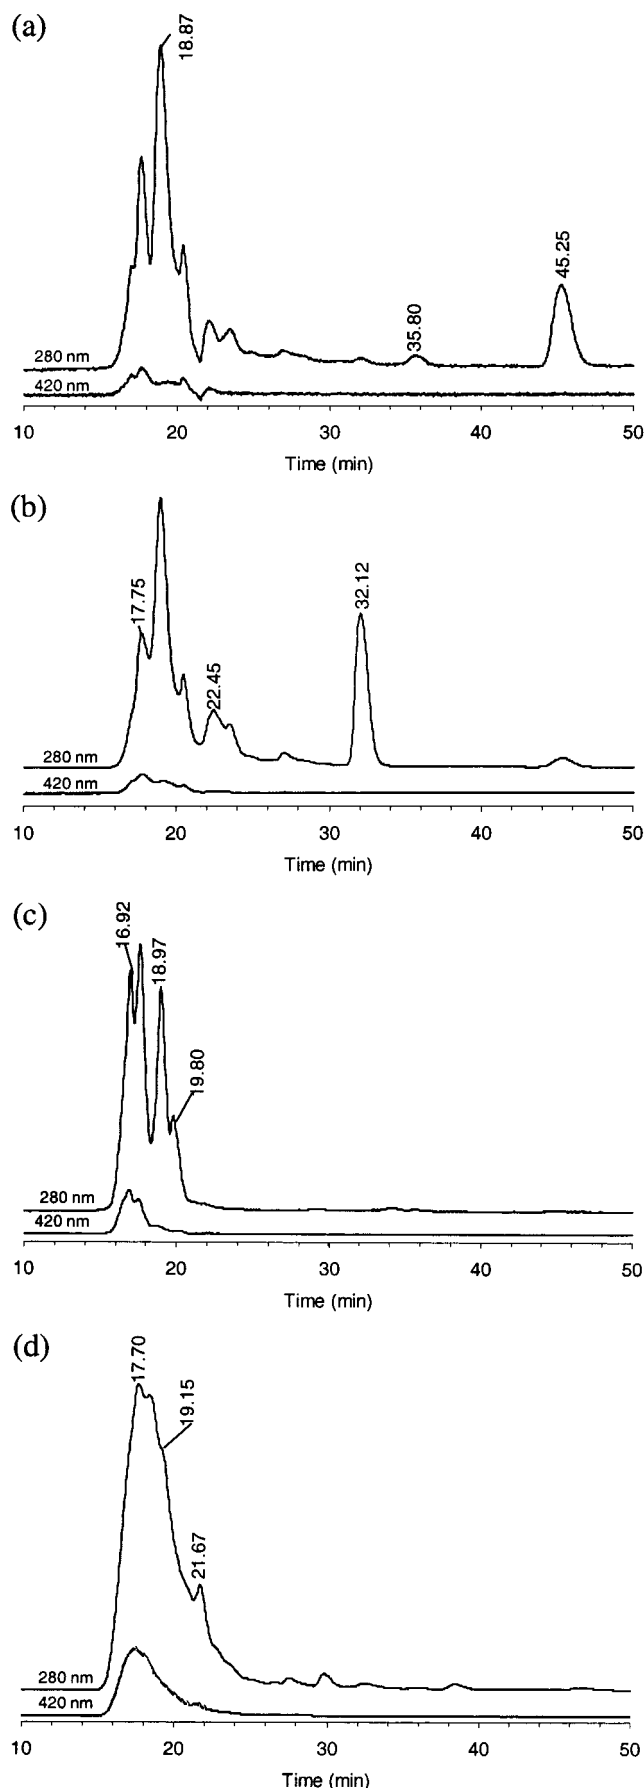 (a)
18.87
35.80
45.25
280 nm
420 nm
10 20 30 40 50
Time (min)
(b)
17.75
22.45
32.12
280 nm
420 nm
10 20 30 40 50
Time (min)
(c)
16.92
18.97
19.80
280 nm
420 nm
10 20 30 40 50
Time (min)
(d)
17.70
19.15
21.67
280 nm
420 nm
10 20 30 40 50
Time (min)